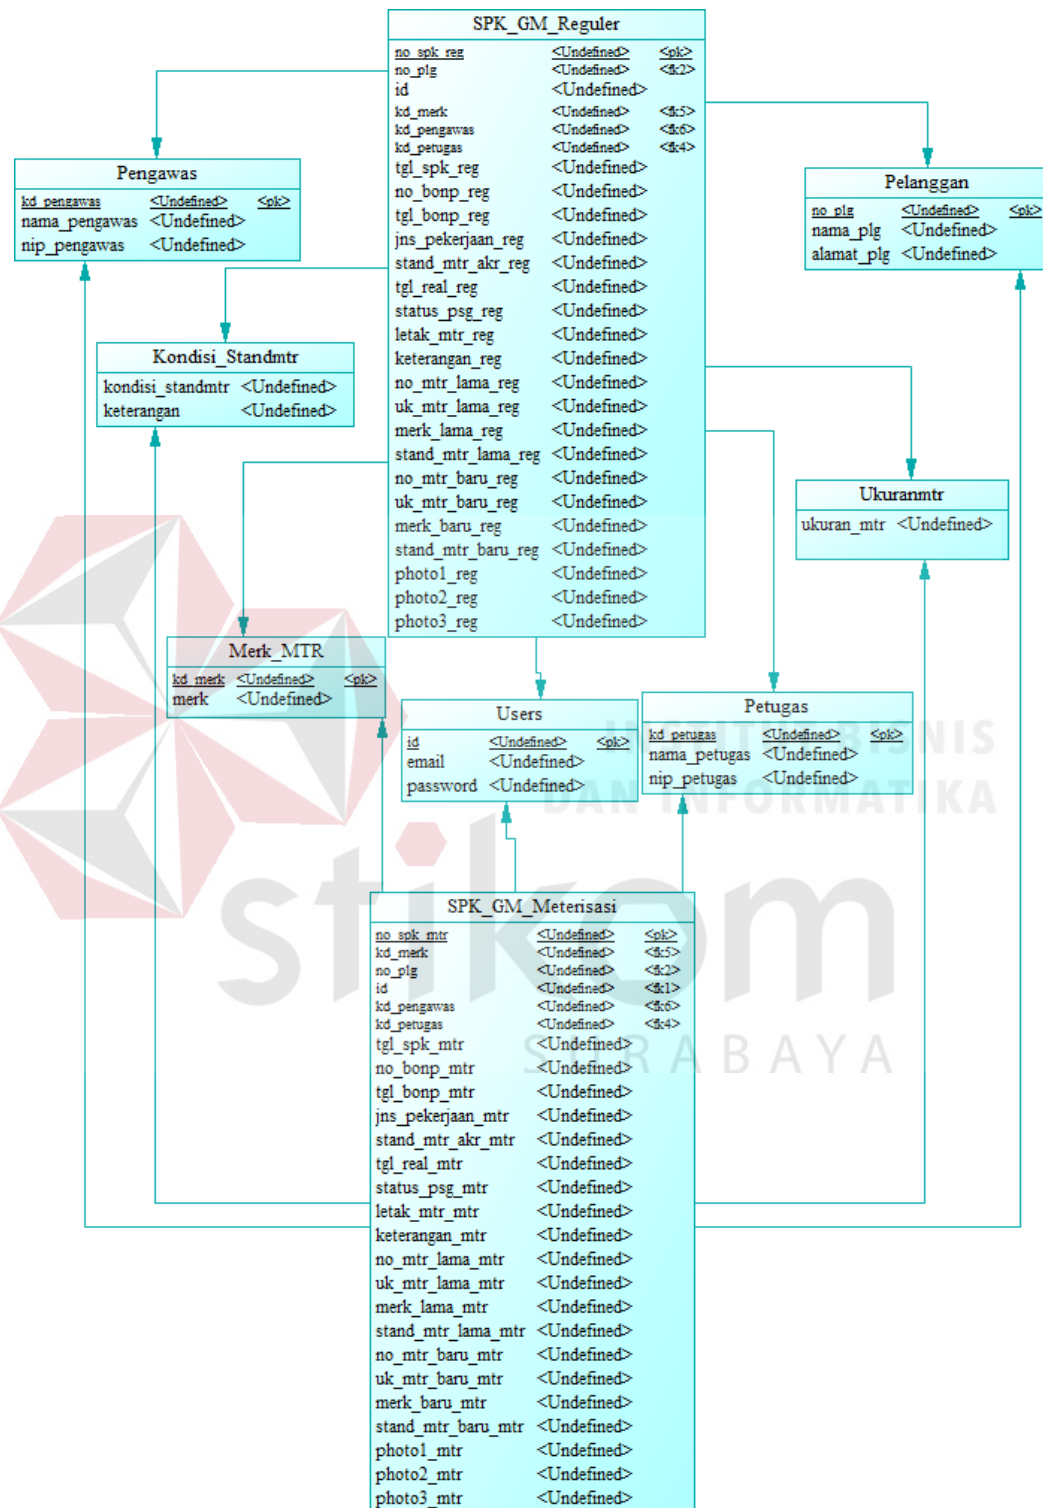 SPK_GM_Reguler
no_spk_reg <Undefined> <pk>
no_plg <Undefined> <fk2>
id <Undefined>
kd_merk <Undefined> <fk5>
kd_pengawas <Undefined> <fk6>
kd_petugas <Undefined> <fk4>
tgl_spk_reg <Undefined>
no_bonp_reg <Undefined>
tgl_bonp_reg <Undefined>
jns_pekerjaan_reg <Undefined>
stand_mtr_akr_reg <Undefined>
tgl_real_reg <Undefined>
status_psg_reg <Undefined>
letak_mtr_reg <Undefined>
keterangan_reg <Undefined>
no_mtr_lama_reg <Undefined>
uk_mtr_lama_reg <Undefined>
merk_lama_reg <Undefined>
stand_mtr_lama_reg <Undefined>
no_mtr_baru_reg <Undefined>
uk_mtr_baru_reg <Undefined>
merk_baru_reg <Undefined>
stand_mtr_baru_reg <Undefined>
photo1_reg <Undefined>
photo2_reg <Undefined>
photo3_reg <Undefined>
Pengawas
kd_pengawas <Undefined> <pk>
nama_pengawas <Undefined>
nip_pengawas <Undefined>
Pelanggan
no_plg <Undefined> <pk>
nama_plg <Undefined>
alamat_plg <Undefined>
Kondisi_Standmtr
kondisi_standmtr <Undefined>
keterangan <Undefined>
Ukuranmtr
ukuran_mtr <Undefined>
Merk_MTR
kd_merk <Undefined> <pk>
merk <Undefined>
Users
id <Undefined> <pk>
email <Undefined>
password <Undefined>
Petugas
kd_petugas <Undefined> <pk>
nama_petugas <Undefined>
nip_petugas <Undefined>
INSTITUT BISNIS
DAN INFORMATIKA
stikom
SURABAYA
SPK_GM_Meterisasi
no_spk_mtr <Undefined> <pk>
kd_merk <Undefined> <fk5>
no_plg <Undefined> <fk2>
id <Undefined> <fk1>
kd_pengawas <Undefined> <fk6>
kd_petugas <Undefined> <fk4>
tgl_spk_mtr <Undefined>
no_bonp_mtr <Undefined>
tgl_bonp_mtr <Undefined>
jns_pekerjaan_mtr <Undefined>
stand_mtr_akr_mtr <Undefined>
tgl_real_mtr <Undefined>
status_psg_mtr <Undefined>
letak_mtr_mtr <Undefined>
keterangan_mtr <Undefined>
no_mtr_lama_mtr <Undefined>
uk_mtr_lama_mtr <Undefined>
merk_lama_mtr <Undefined>
stand_mtr_lama_mtr <Undefined>
no_mtr_baru_mtr <Undefined>
uk_mtr_baru_mtr <Undefined>
merk_baru_mtr <Undefined>
stand_mtr_baru_mtr <Undefined>
photo1_mtr <Undefined>
photo2_mtr <Undefined>
photo3_mtr <Undefined>